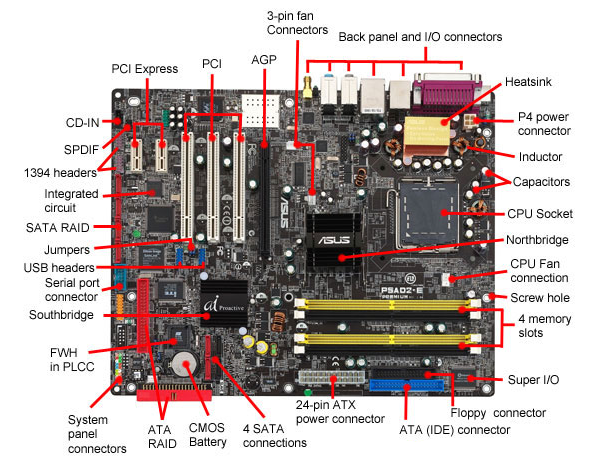 3-pin fan
Connectors
Back panel and I/O connectors
PCI
AGP
PCI Express
Heatsink
CD-IN
P4 power
connector
SPDIF
Inductor
1394 headers
Capacitors
Integrated
circuit
CPU Socket
SATA RAID
ASUS
ASUS
Northbridge
Jumpers
USB headers
CPU Fan
connection
Serial port
connector
P5AD2-E
PREMIUM
Screw hole
Southbridge
ai Proactive
4 memory
slots
FWH
in PLCC
Super I/O
System
panel
connectors
ATA
RAID
CMOS
Battery
4 SATA
connections
24-pin ATX
power connector
Floppy connector
ATA (IDE) connector